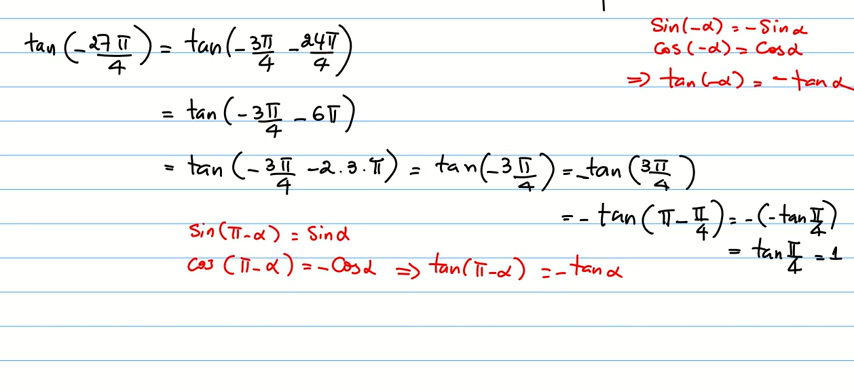 sin(-α) = - Sinα
cos(-α) = Cosα
⇒ tan(-α) = - tanα
tan(-27π/4) = tan(-3π/4 - 24π/4)
= tan(-3π/4 - 6π)
= tan(-3π/4 - 2.3.π) = tan(-3π/4) = -tan(3π/4)
= - tan(π - π/4) = -(-tan π/4)
= tan π/4 = 1
sin(π-α) = Sinα
cos(π-α) = -Cosα ⇒ tan(π-α) = -tanα